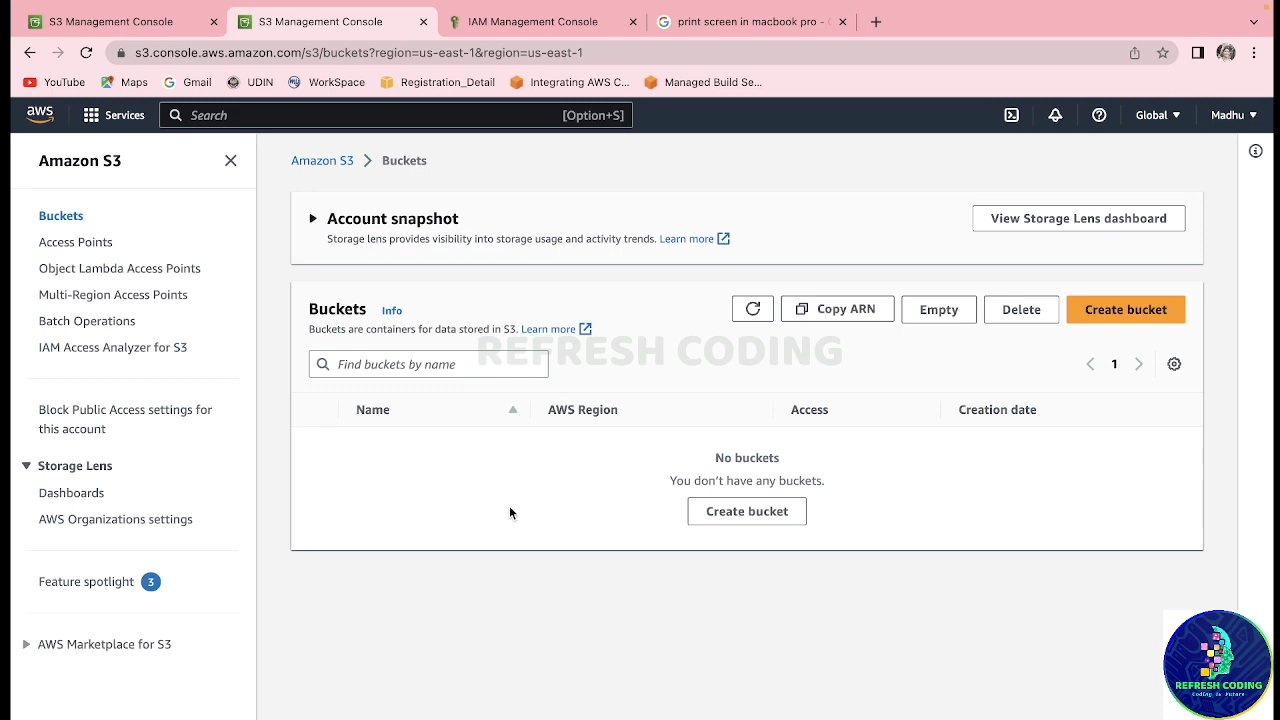 S3 Management Console
S3 Management Console
IAM Management Console
print screen in macbook pro -
s3.console.aws.amazon.com/s3/buckets?region=us-east-1&region=us-east-1
YouTube
Maps
Gmail
UDIN
WorkSpace
Registration_Detail
Integrating AWS C...
Managed Build Se...
aws
Services
Search
[Option+S]
Global
Madhu
Amazon S3
Buckets
Access Points
Object Lambda Access Points
Multi-Region Access Points
Batch Operations
IAM Access Analyzer for S3
Block Public Access settings for
this account
Storage Lens
Dashboards
AWS Organizations settings
Feature spotlight 3
AWS Marketplace for S3
Amazon S3 > Buckets
Account snapshot
Storage lens provides visibility into storage usage and activity trends. Learn more
View Storage Lens dashboard
Buckets Info
Buckets are containers for data stored in S3. Learn more
Copy ARN
Empty
Delete
Create bucket
REFRESH CODING
Find buckets by name
1
Name
AWS Region
Access
Creation date
No buckets
You don't have any buckets.
Create bucket
REFRESH CODING
Coding is Future